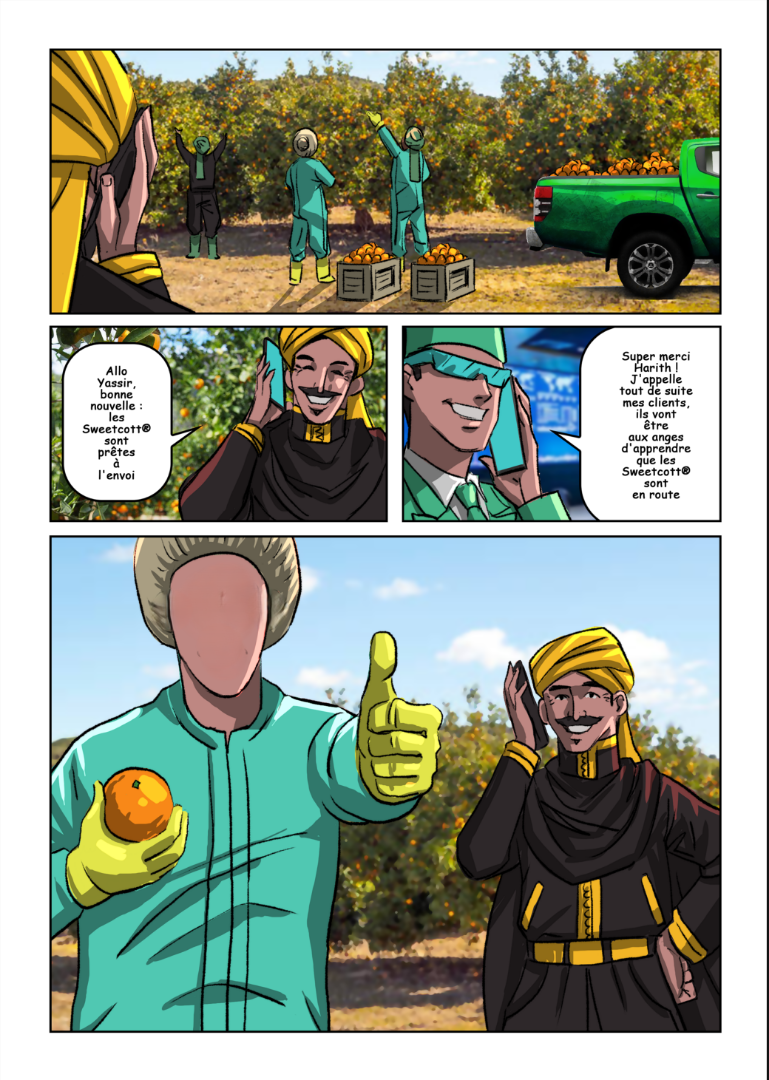 Allo
Yassir,
bonne
nouvelle :
les
Sweetcott®
sont
prêtes
à
l'envoi
Super merci
Harith !
J'appelle
tout de suite
mes clients,
ils vont
être
aux anges
d'apprendre
que les
Sweetcott®
sont
en route